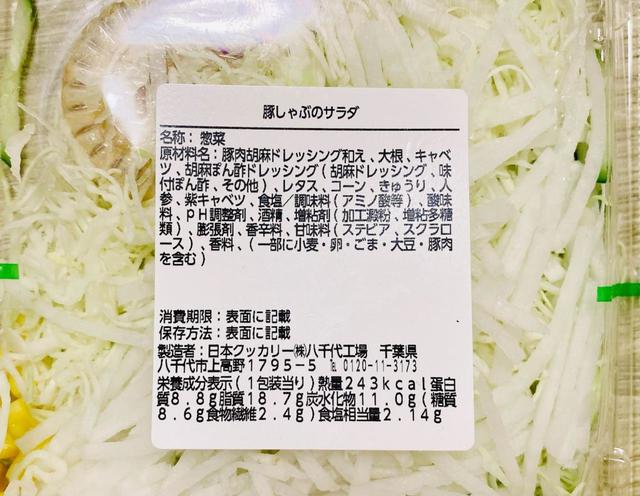 豚しゃぶのサラダ
名称：惣菜
原材料名：豚肉胡麻ドレッシング和え、大根、キャベ
ツ、胡麻ぽん酢ドレッシング(胡麻ドレッシング、味
付ぽん酢、その他)、レタス、コーン、きゅうり、人
参、紫キャベツ、食塩／調味料(アミノ酸等)、酸味
料、ｐＨ調整剤、酒精、増粘剤(加工澱粉、増粘多糖
類)、膨張剤、香辛料、甘味料(ステビア、スクラロ
ース)、香料、(一部に小麦・卵・ごま・大豆・豚肉
を含む)
消費期限：表面に記載
保存方法：表面に記載
製造者：日本クッカリー㈱八千代工場　千葉県
八千代市上高野１７９５－５ ℡ 0120-11-3173
栄養成分表示(１包装当り)熱量２４３ｋｃａｌ蛋白
質８.８ｇ脂質１８.７ｇ炭水化物１１.０ｇ(糖質
８.６ｇ食物繊維２.４ｇ)食塩相当量２.１４ｇ